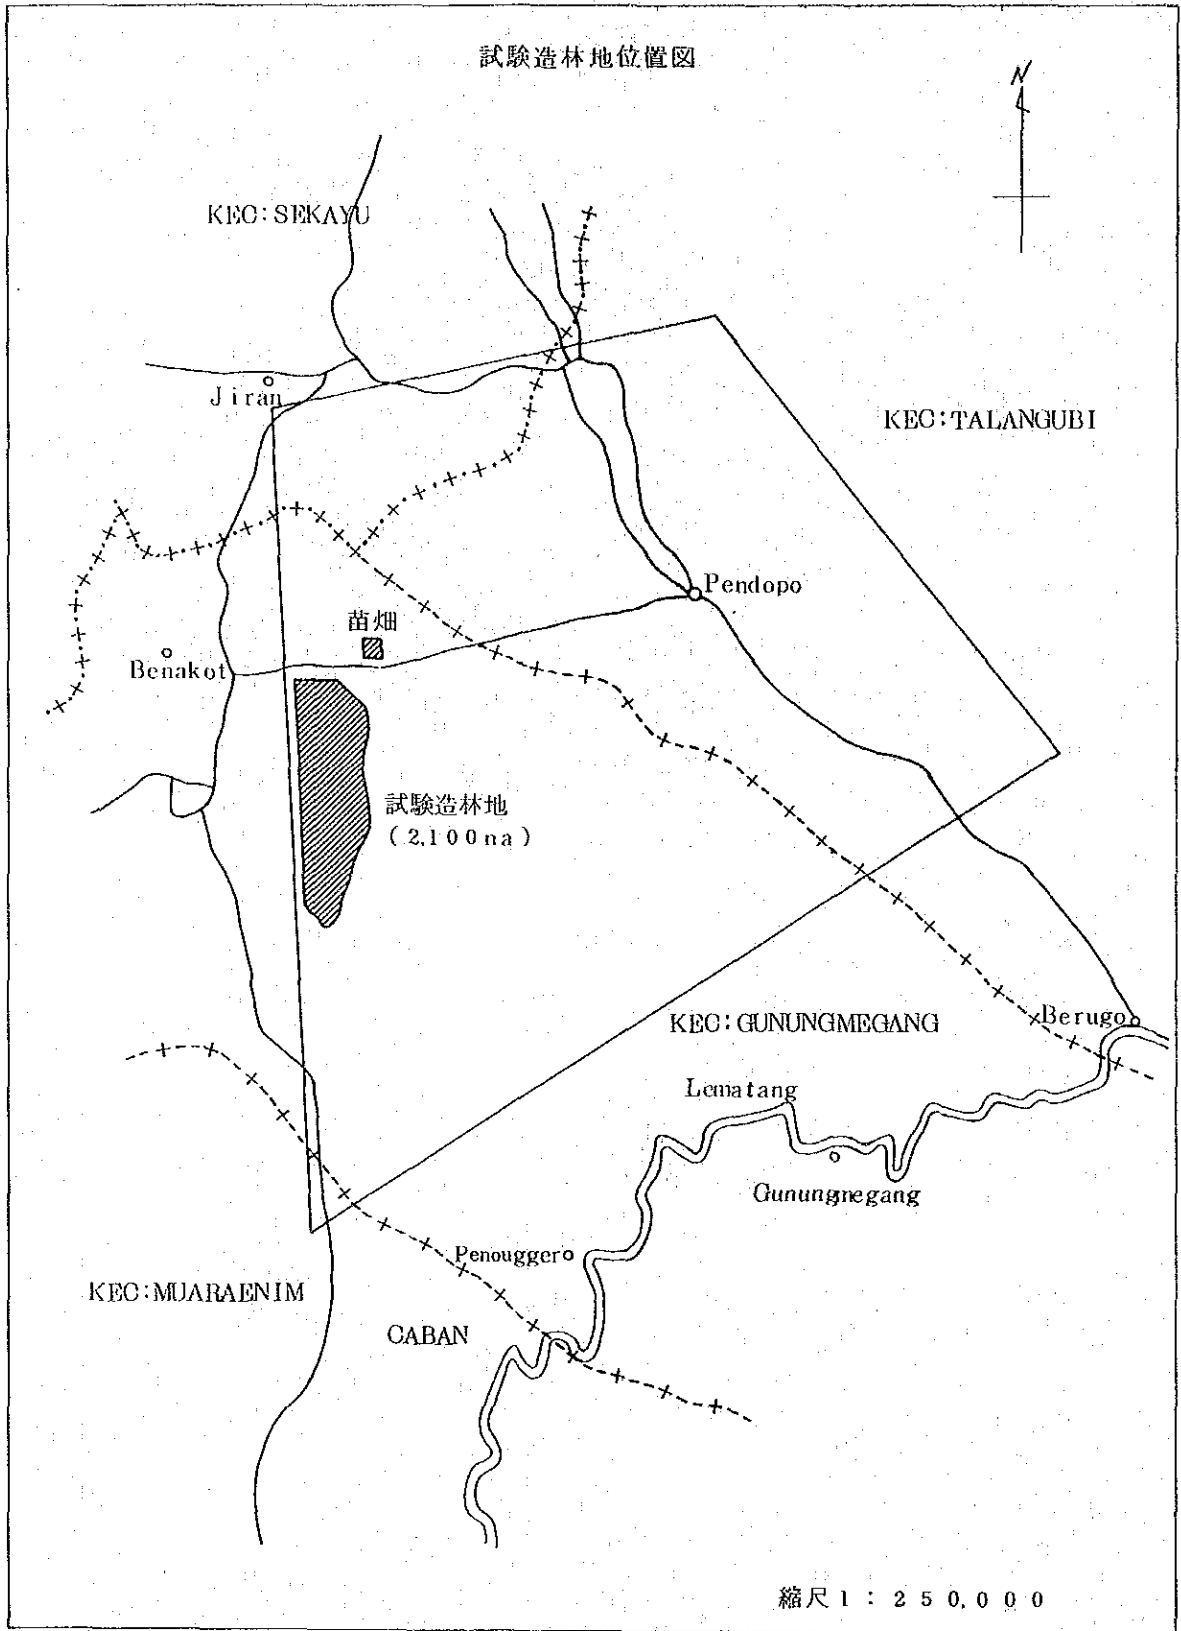 試験造林地位置図
N
KEC:SEKAYU
Jiran
KEC:TALANGUBI
Pendopo
苗畑
Benakot
試験造林地
(2,100na)
KEC:GUNUNGMEGANG
Berugo
Lematang
Gunungnegang
Penougger
KEC:MUARAENIM
CABAN
縮尺1:250,000